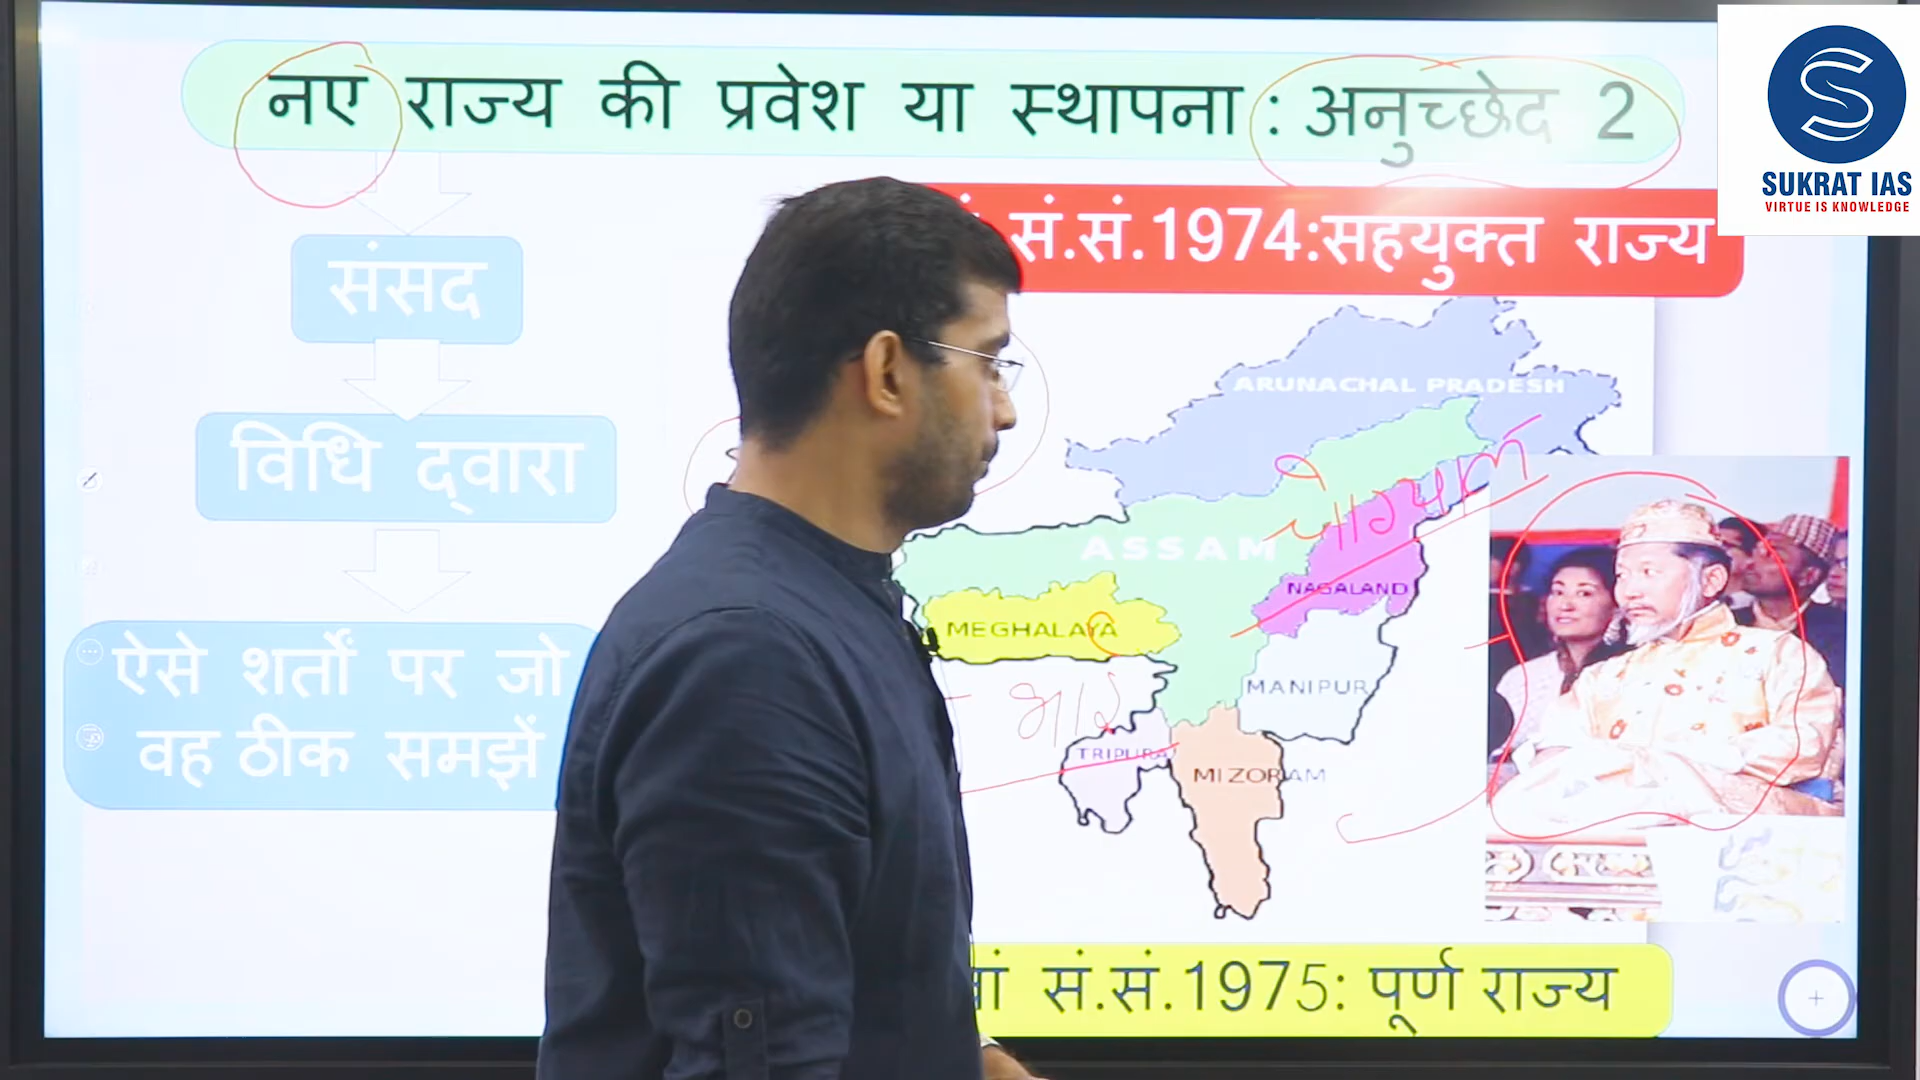 नए राज्य की प्रवेश या स्थापना : अनुच्छेद 2
SUKRAT IAS
VIRTUE IS KNOWLEDGE
सं.सं.1974:सहयुक्त राज्य
संसद
विधि द्वारा
ऐसे शर्तों पर जो
वह ठीक समझें
ARUNACHAL PRADESH
ASSAM
NAGALAND
MEGHALAYA
MANIPUR
TRIPURA
MIZORAM
सं.सं.1975: पूर्ण राज्य